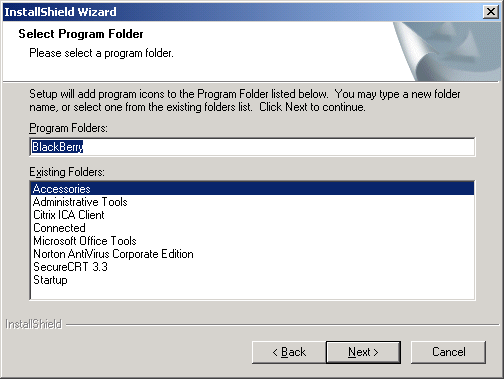 InstallShield Wizard
Select Program Folder
Please select a program folder.
Setup will add program icons to the Program Folder listed below. You may type a new folder
name, or select one from the existing folders list. Click Next to continue.
Program Folders:
BlackBerry
Existing Folders:
Accessories
Administrative Tools
Citrix ICA Client
Connected
Microsoft Office Tools
Norton AntiVirus Corporate Edition
SecureCRT 3.3
Startup
InstallShield
< Back Next > Cancel